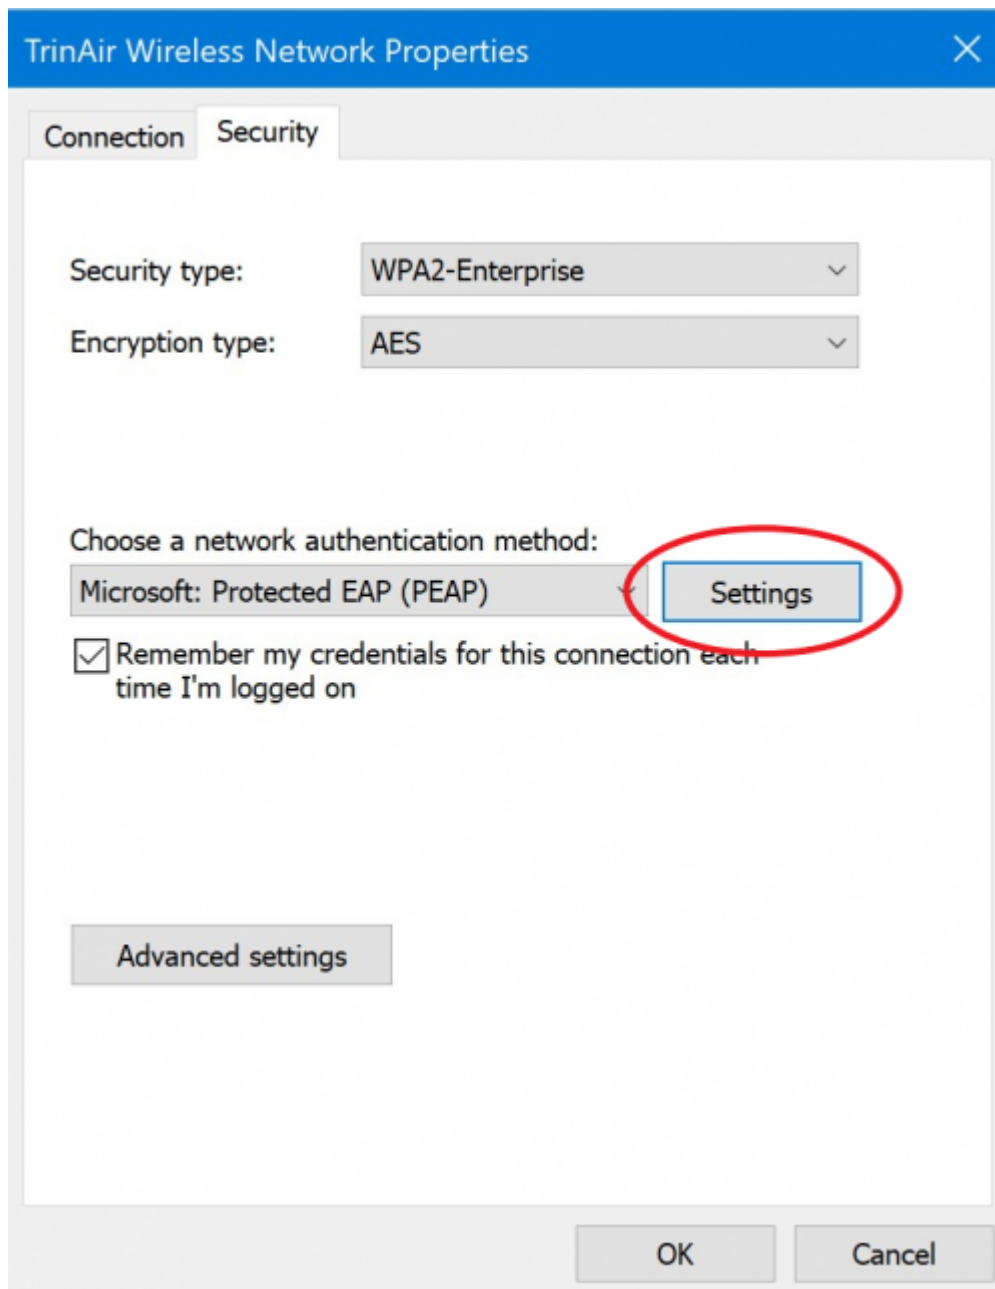 TrinAir Wireless Network Properties
Connection
Security
Security type:
WPA2-Enterprise
Encryption type:
AES
Choose a network authentication method:
Microsoft: Protected EAP (PEAP)
Settings
Remember my credentials for this connection each
time I'm logged on
Advanced settings
OK
Cancel